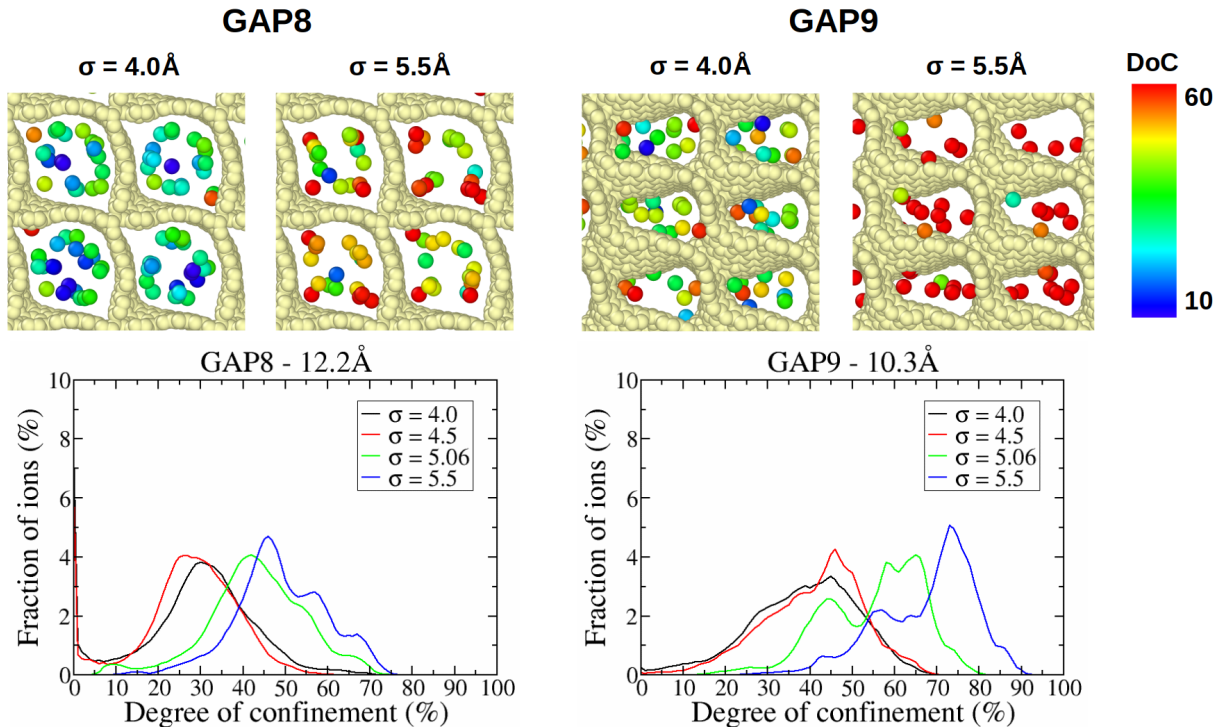 GAP8
GAP9
σ = 4.0Å
σ = 5.5Å
σ = 4.0Å
σ = 5.5Å
DoC
60
10
GAP8 - 12.2Å
Fraction of ions (%)
10
8
6
4
2
0
σ = 4.0
σ = 4.5
σ = 5.06
σ = 5.5
0 10 20 30 40 50 60 70 80 90 100
Degree of confinement (%)
GAP9 - 10.3Å
Fraction of ions (%)
10
8
6
4
2
0
σ = 4.0
σ = 4.5
σ = 5.06
σ = 5.5
0 10 20 30 40 50 60 70 80 90 100
Degree of confinement (%)